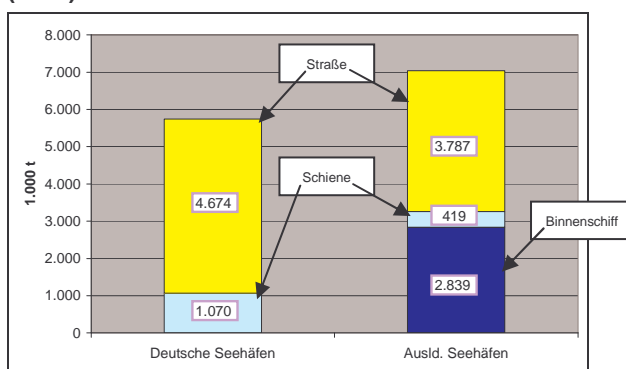 8.000
7.000
6.000
5.000
4.000
3.000
2.000
1.000
0
1.000 t
Straße
Schiene
Binnenschiff
4.674
1.070
3.787
419
2.839
Deutsche Seehäfen
Ausld. Seehäfen